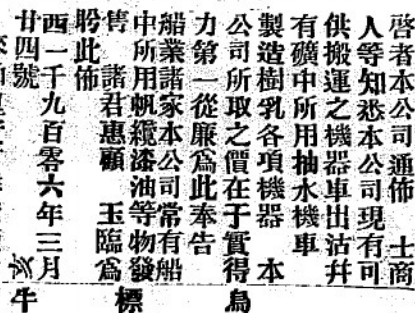 啓者本公司通佈　士商
人等知悉本公司現有可
供搬運之機器車出沽并
有礦中所用抽水機車
製造樹乳各項機器　本
公司所取之價在于實得
力第一從廉爲此奉告
船業諸家本公司常有船
中所用帆纜漆油等物發
售　諸君惠顧　玉臨爲
盼此佈
西一千九百零六年三月
廿四號
鳥
標
牛